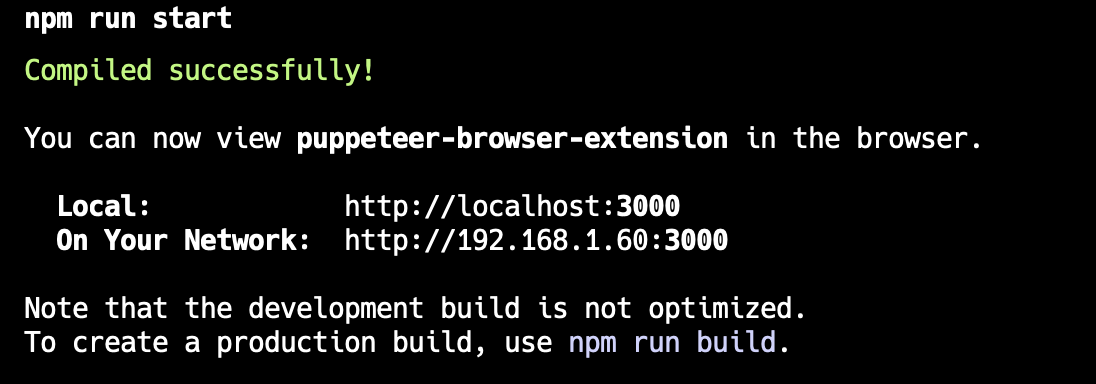 npm run start
Compiled successfully!
You can now view puppeteer-browser-extension in the browser.
Local: http://localhost:3000
On Your Network: http://192.168.1.60:3000
Note that the development build is not optimized.
To create a production build, use npm run build.